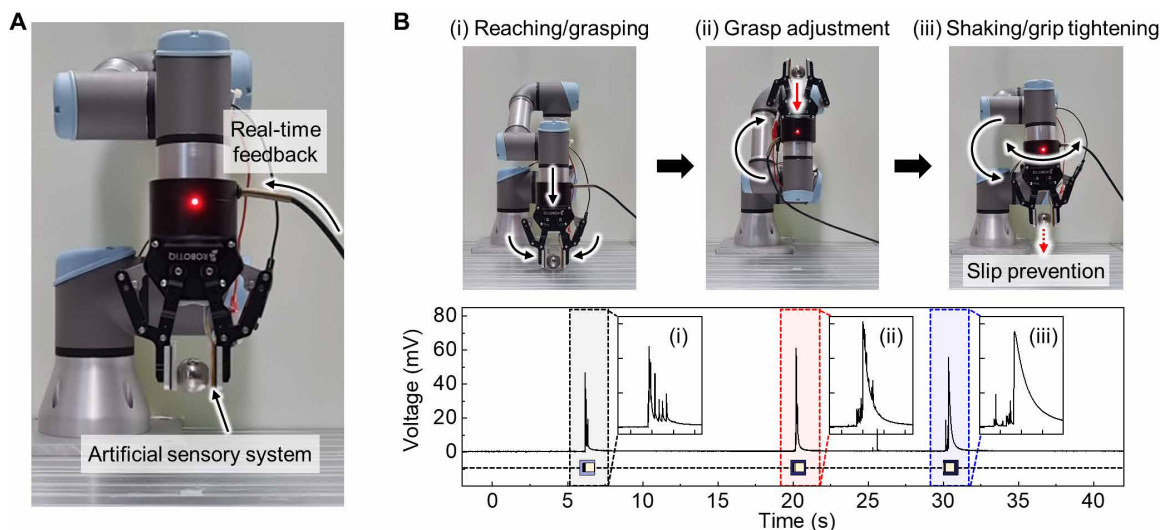 A
Real-time
feedback
ROBOTIQ
Artificial sensory system
B
(i) Reaching/grasping
(ii) Grasp adjustment
(iii) Shaking/grip tightening
Slip prevention
80
60
40
20
0
Voltage (mV)
(i)
(ii)
(iii)
0
5
10
15
20
25
30
35
40
Time (s)